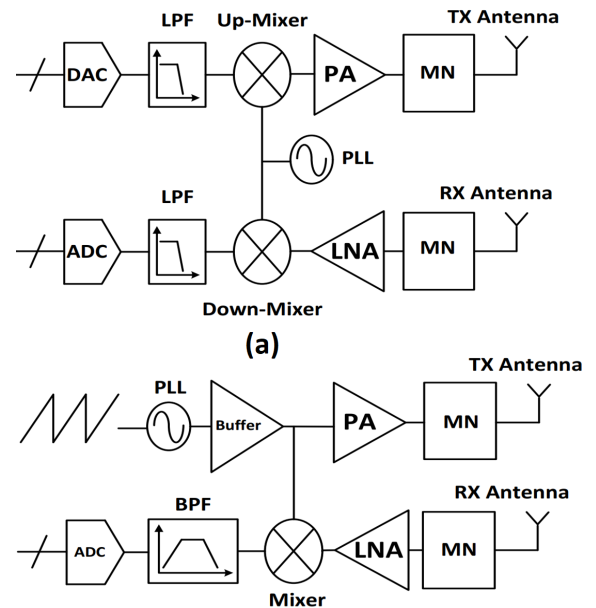 LPF Up-Mixer TX Antenna
DAC PA MN
PLL
LPF RX Antenna
ADC LNA MN
Down-Mixer
(a)
TX Antenna
PLL
Buffer PA MN
BPF RX Antenna
ADC LNA MN
Mixer